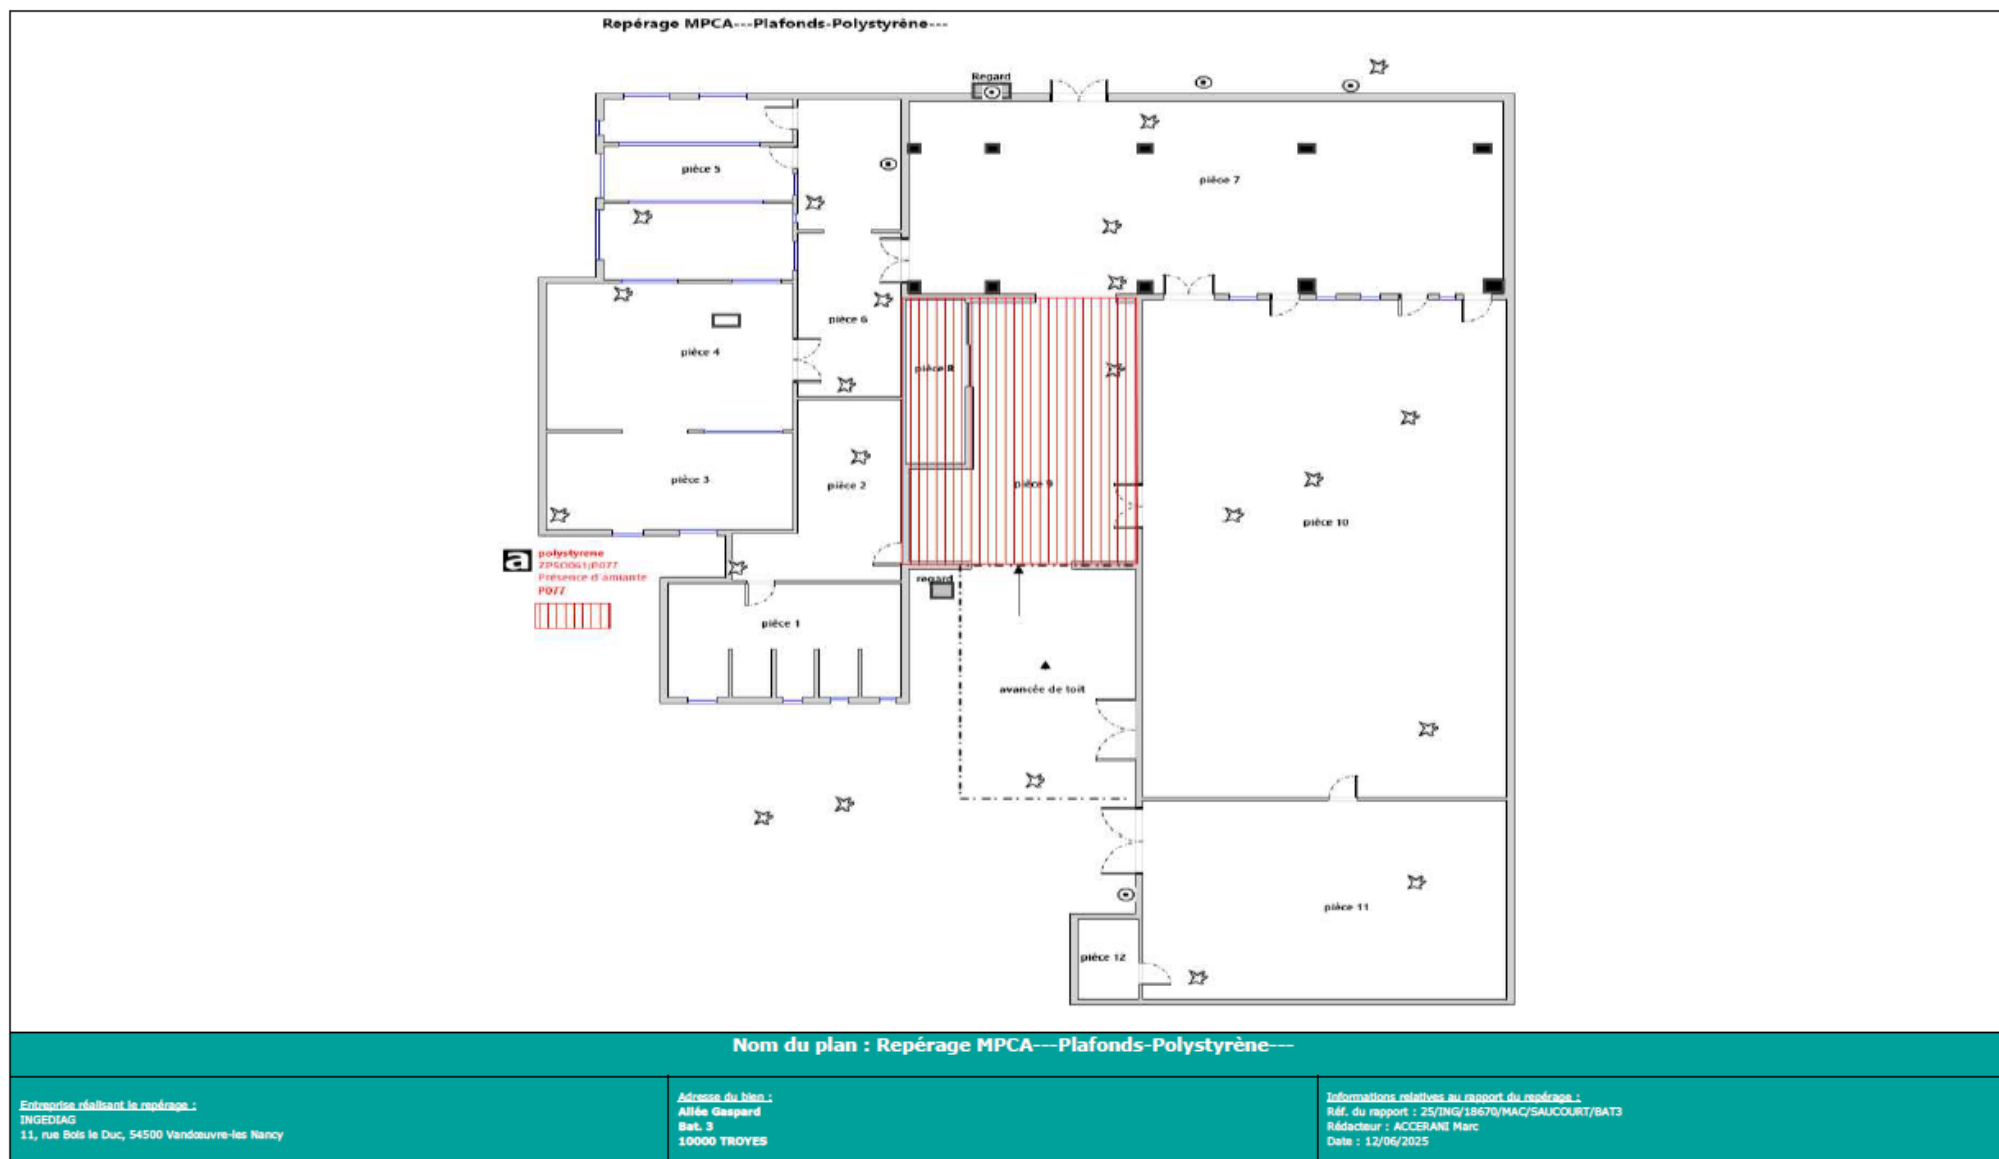 Repérage MPCA---Plafonds-Polystyrène---
Regard
pièce 5
pièce 7
pièce 6
pièce 4
pièce 8
pièce 3
pièce 2
pièce 9
pièce 10
a
polystyrene
ZPSO061;P077
Présence d'amiante
P077
regard
pièce 1
avancée de toit
pièce 11
pièce 12
Nom du plan : Repérage MPCA---Plafonds-Polystyrène---
Entreprise réalisant le repérage :
INGEDIAG
11, rue Bois le Duc, 54500 Vandœuvre-les Nancy
Adresse du bien :
Allée Gaspard
Bat. 3
10000 TROYES
Informations relatives au rapport du repérage :
Réf. du rapport : 25/ING/18670/MAC/SAUCOURT/BAT3
Rédacteur : ACCERANI Marc
Date : 12/06/2025